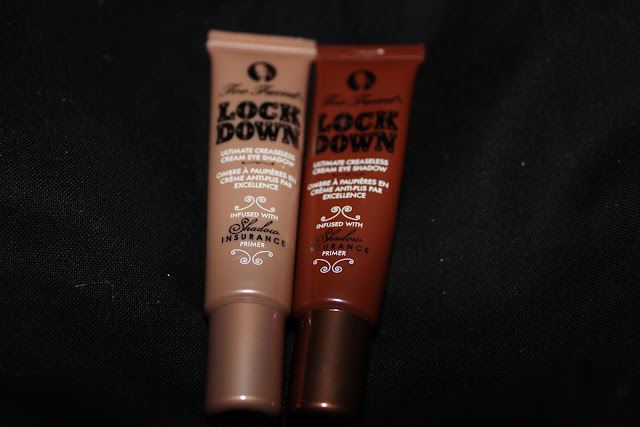 Too Faced
LOCK
DOWN
ULTIMATE CREASELESS
CREAM EYE SHADOW
OMBRE À PAUPIÈRES EN
CRÈME ANTI-PLIS PAR
EXCELLENCE
INFUSED WITH
Shadow
INSURANCE
PRIMER
Too Faced
LOCK
DOWN
ULTIMATE CREASELESS
CREAM EYE SHADOW
OMBRE À PAUPIÈRES EN
CRÈME ANTI-PLIS PAR
EXCELLENCE
INFUSED WITH
Shadow
INSURANCE
PRIMER